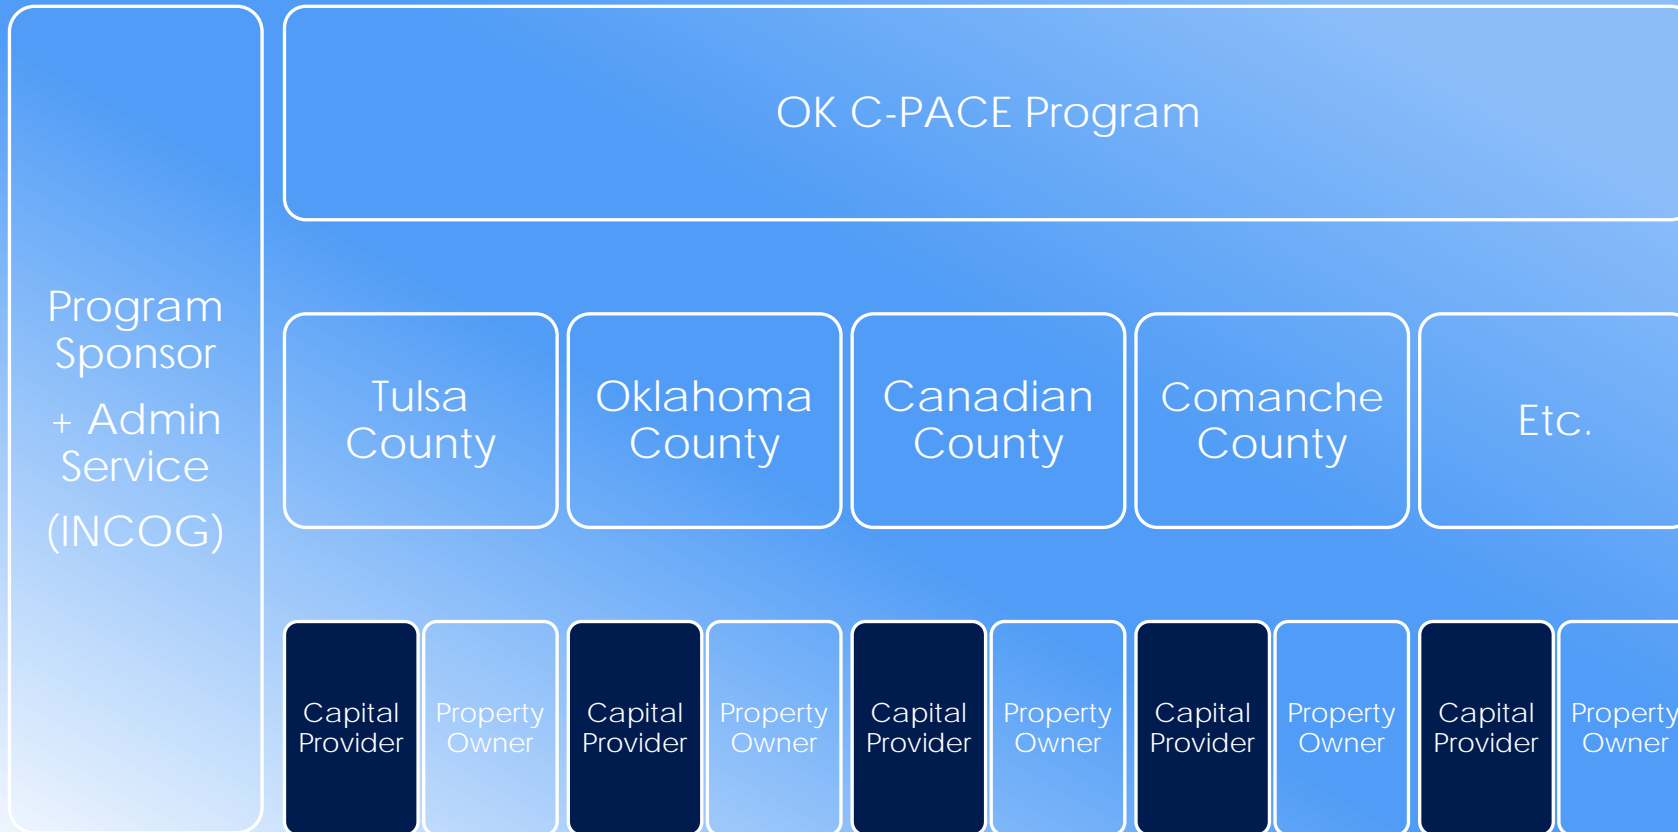 Program
Sponsor
+ Admin
Service
(INCOG)
OK C-PACE Program
Tulsa
County
Oklahoma
County
Canadian
County
Comanche
County
Etc.
Capital
Provider
Property
Owner
Capital
Provider
Property
Owner
Capital
Provider
Property
Owner
Capital
Provider
Property
Owner
Capital
Provider
Property
Owner